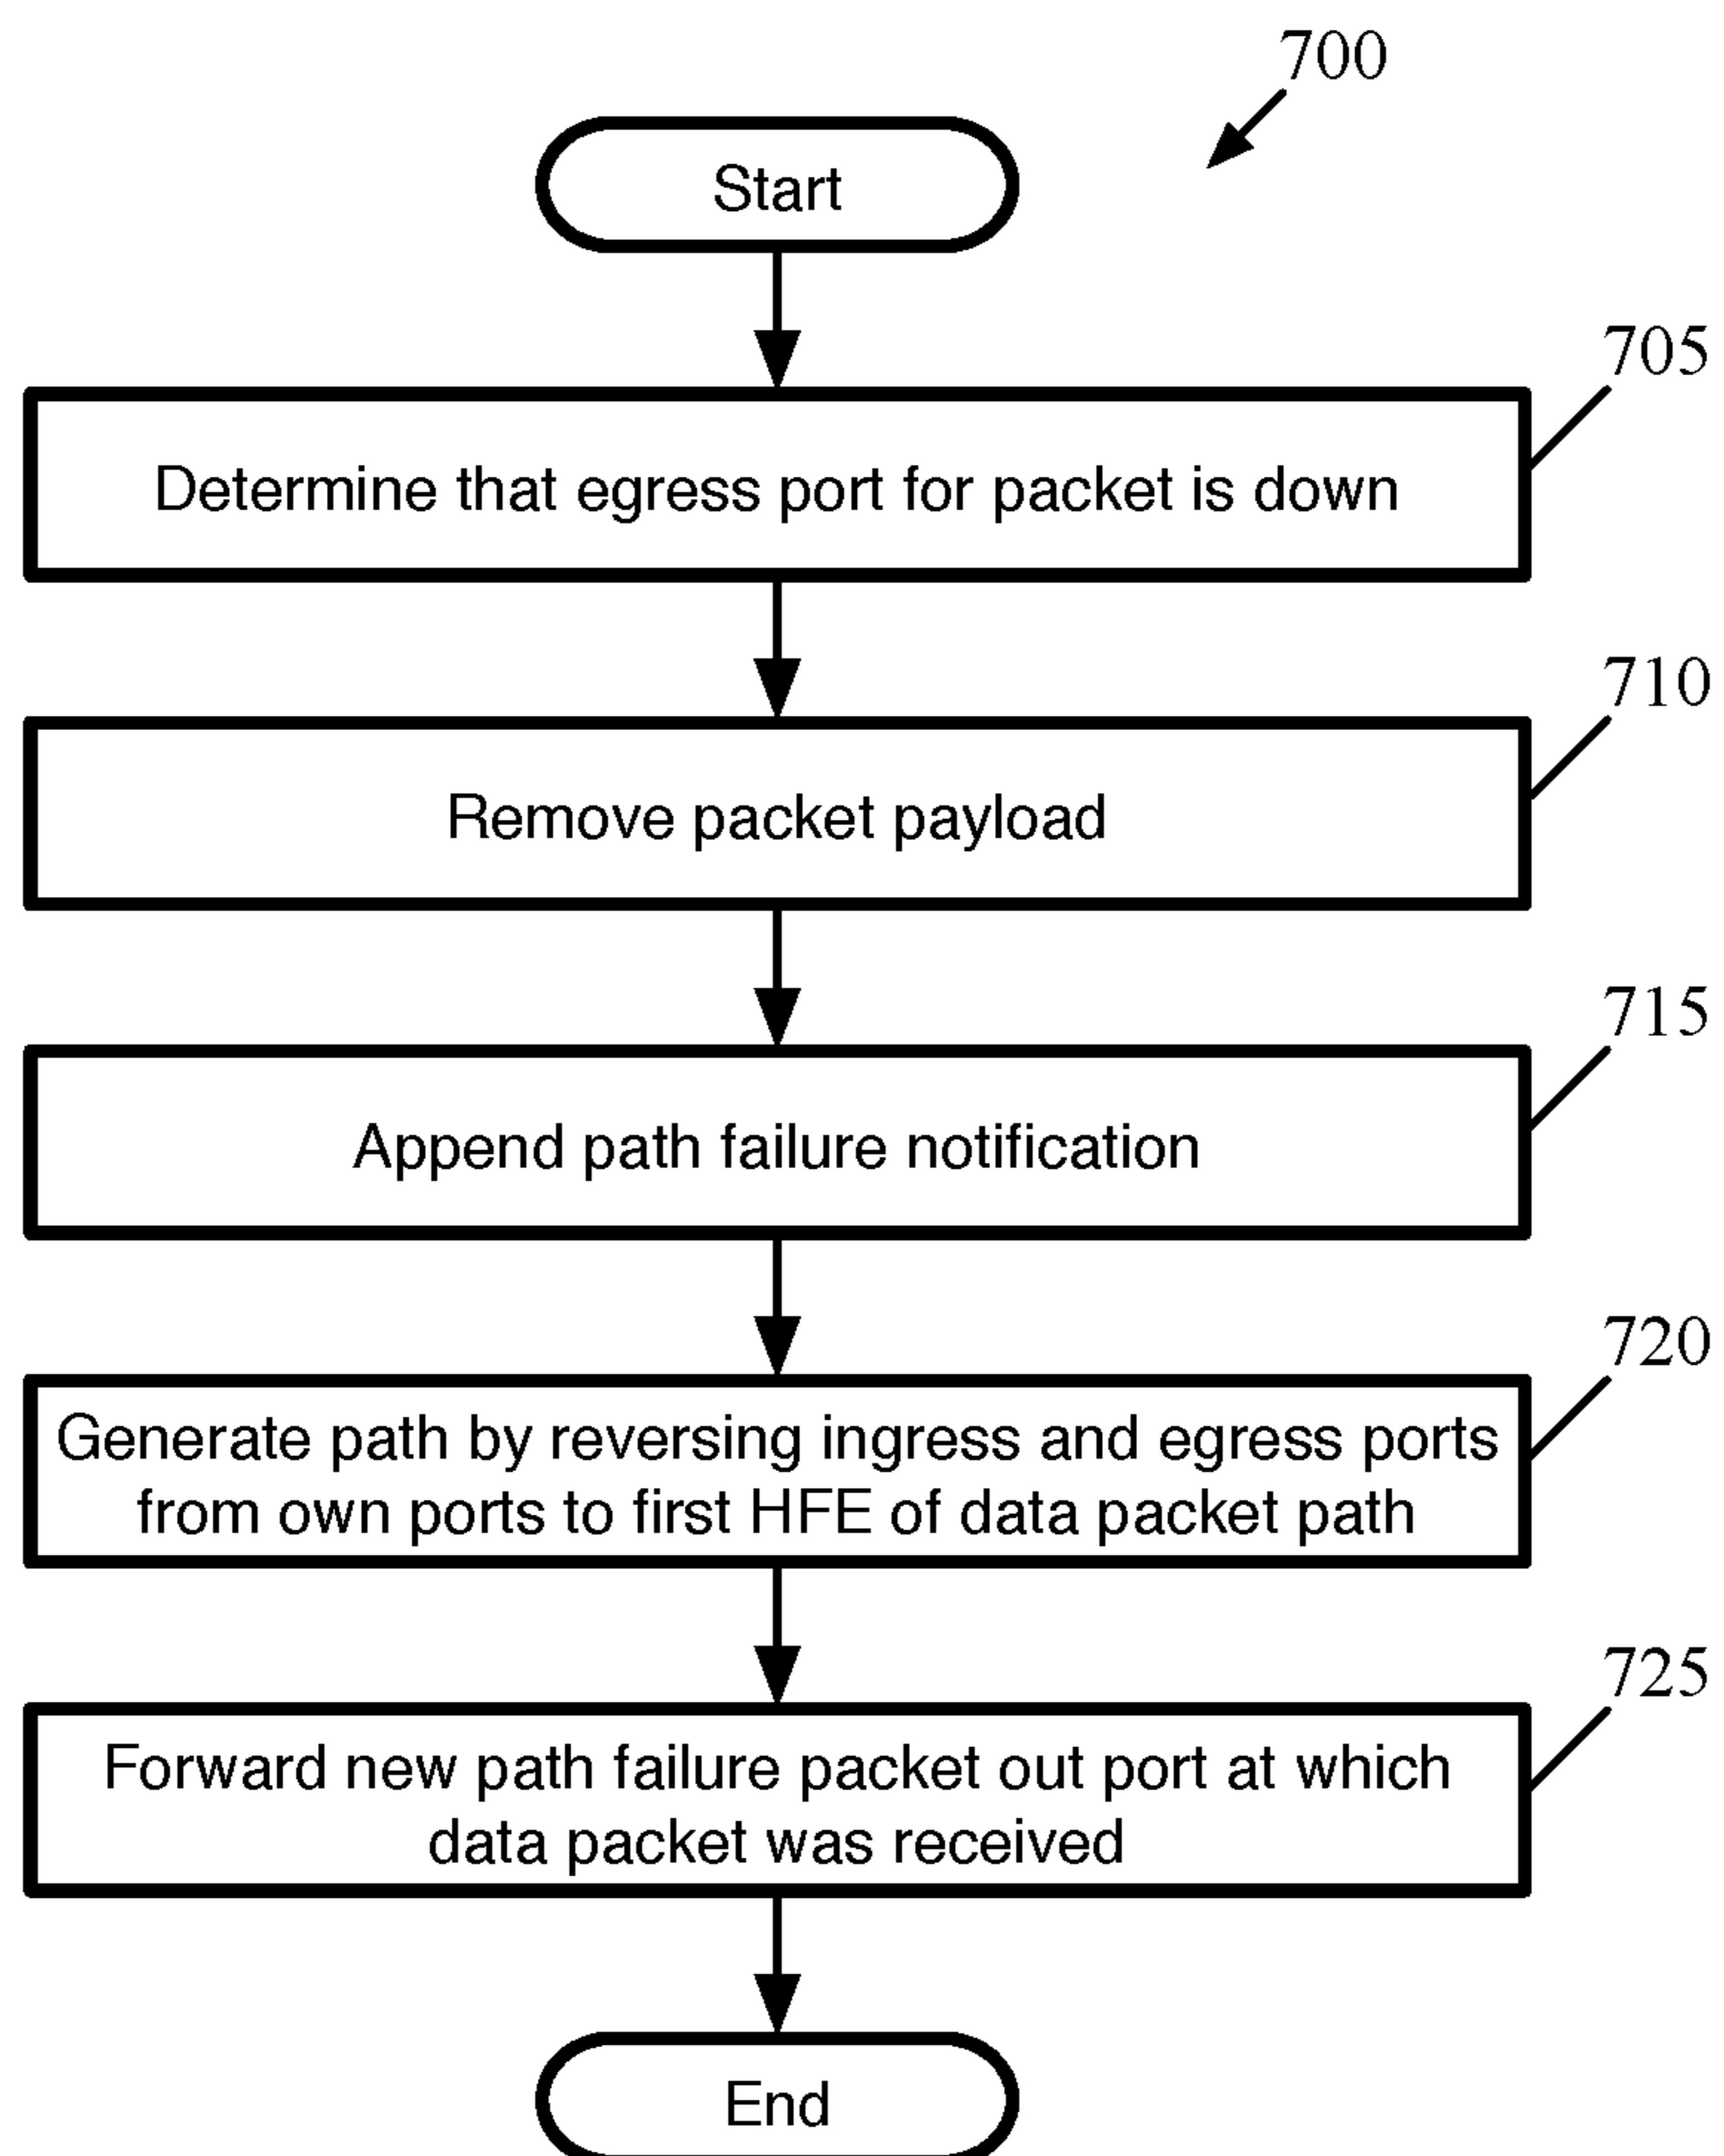 700
Start
705
Determine that egress port for packet is down
710
Remove packet payload
715
Append path failure notification
720
Generate path by reversing ingress and egress ports
from own ports to first HFE of data packet path
725
Forward new path failure packet out port at which
data packet was received
End